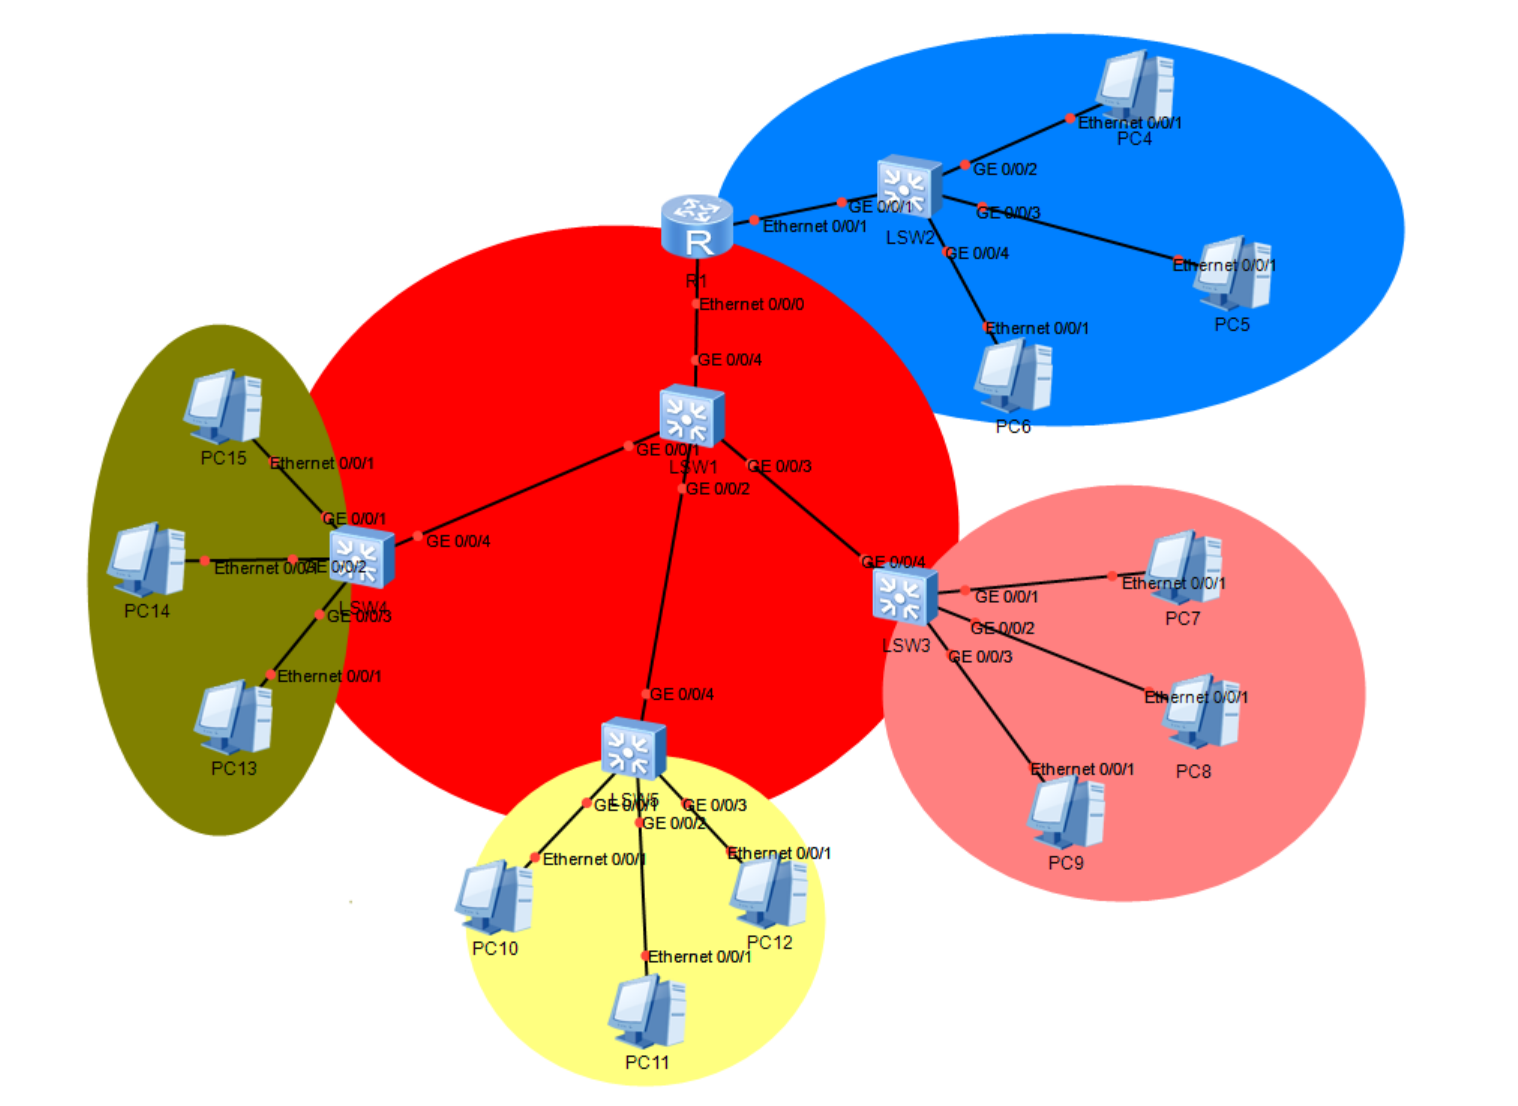 Ethernet 0/0/1
PC4
GE 0/0/2
GE 0/0/1
Ethernet 0/0/1
LSW2
GE 0/0/3
GE 0/0/4
Ethernet 0/0/1
PC5
Ethernet 0/0/1
PC6
R
R1
Ethernet 0/0/0
GE 0/0/4
GE 0/0/1
LSW1
GE 0/0/3
GE 0/0/2
PC15
Ethernet 0/0/1
GE 0/0/1
GE 0/0/4
Ethernet 0/0/1
GE 0/0/2
PC14
LSW4
GE 0/0/3
Ethernet 0/0/1
PC13
GE 0/0/4
LSW3
GE 0/0/1
Ethernet 0/0/1
PC7
GE 0/0/2
GE 0/0/3
Ethernet 0/0/1
PC8
Ethernet 0/0/1
PC9
GE 0/0/4
LSW5
GE 0/0/1
GE 0/0/3
GE 0/0/2
Ethernet 0/0/1
Ethernet 0/0/1
PC10
PC12
Ethernet 0/0/1
PC11